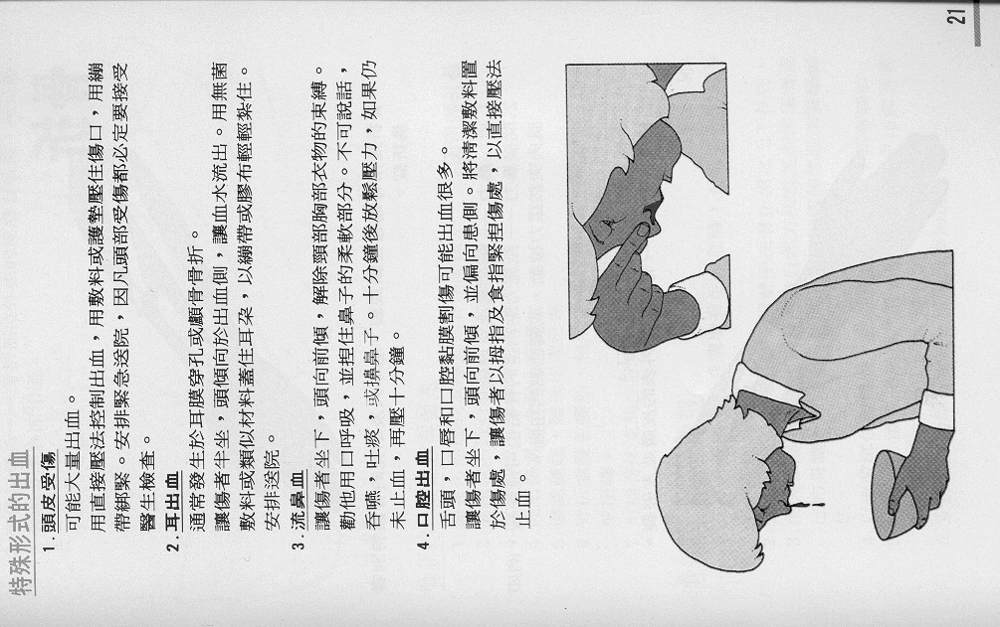 特殊形式的出血
1.頭皮受傷
可能大量出血。
用直接壓法控制出血，用敷料或護墊壓住傷口，用繃
帶綁緊。安排緊急送院，因凡頭部受傷都必定要接受
醫生檢查。
2.耳出血
通常發生於耳膜穿孔或顱骨骨折。
讓傷者半坐，頭傾向於出血側，讓血水流出。用無菌
敷料或類似材料蓋住耳朶，以繃帶或膠布輕輕紮住。
安排送院。
3.流鼻血
讓傷者坐下，頭向前傾，解除頸部胸部衣物的束縛。
勸他用口呼吸，並捏住鼻子的柔軟部分。不可說話，
吞嚥，吐痰，或擤鼻子。十分鐘後放鬆壓力，如果仍
未止血，再壓十分鐘。
4.口腔出血
舌頭，口唇和口腔黏膜割傷可能出血很多。
讓傷者坐下，頭向前傾，並偏向患側。將清潔敷料置
於傷處，讓傷者以拇指及食指緊捏傷處，以直接壓法
止血。
21